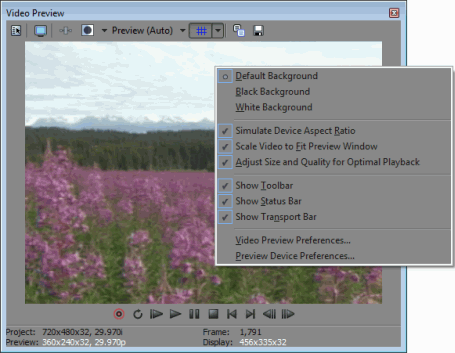 Video Preview
Preview (Auto)
Default Background
Black Background
White Background
Simulate Device Aspect Ratio
Scale Video to Fit Preview Window
Adjust Size and Quality for Optimal Playback
Show Toolbar
Show Status Bar
Show Transport Bar
Video Preview Preferences...
Preview Device Preferences...
Project: 720x480x32, 29.970i Frame: 1,791
Preview: 360x240x32, 29.970p Display: 456x335x32